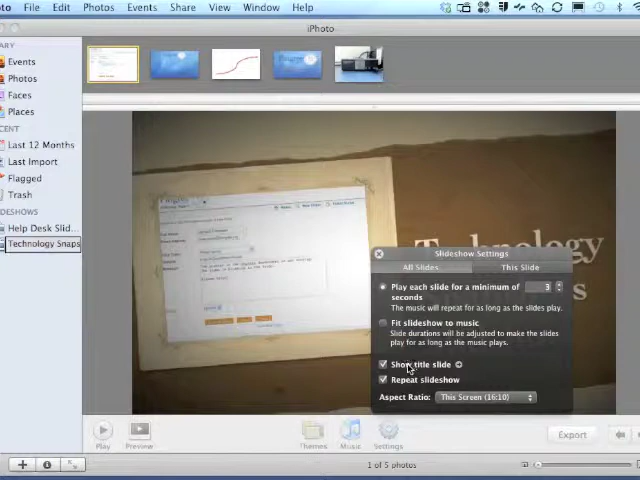 File Edit Photos Events Share View Window Help
iPhoto
Events
Photos
Faces
Places
Last 12 Months
Last Import
Flagged
Trash
Help Desk Slid...
Technology Snaps
Technology
Slideshow Settings
All Slides
This Slide
Play each slide for a minimum of 3
seconds
The music will repeat for as long as the slides play.
Fit slideshow to music
Slide durations will be adjusted to make the slides
play for as long as the music plays.
Show title slide
Repeat slideshow
Aspect Ratio: This Screen (16:10)
Play
Preview
Themes
Music
Settings
Export
1 of 5 photos